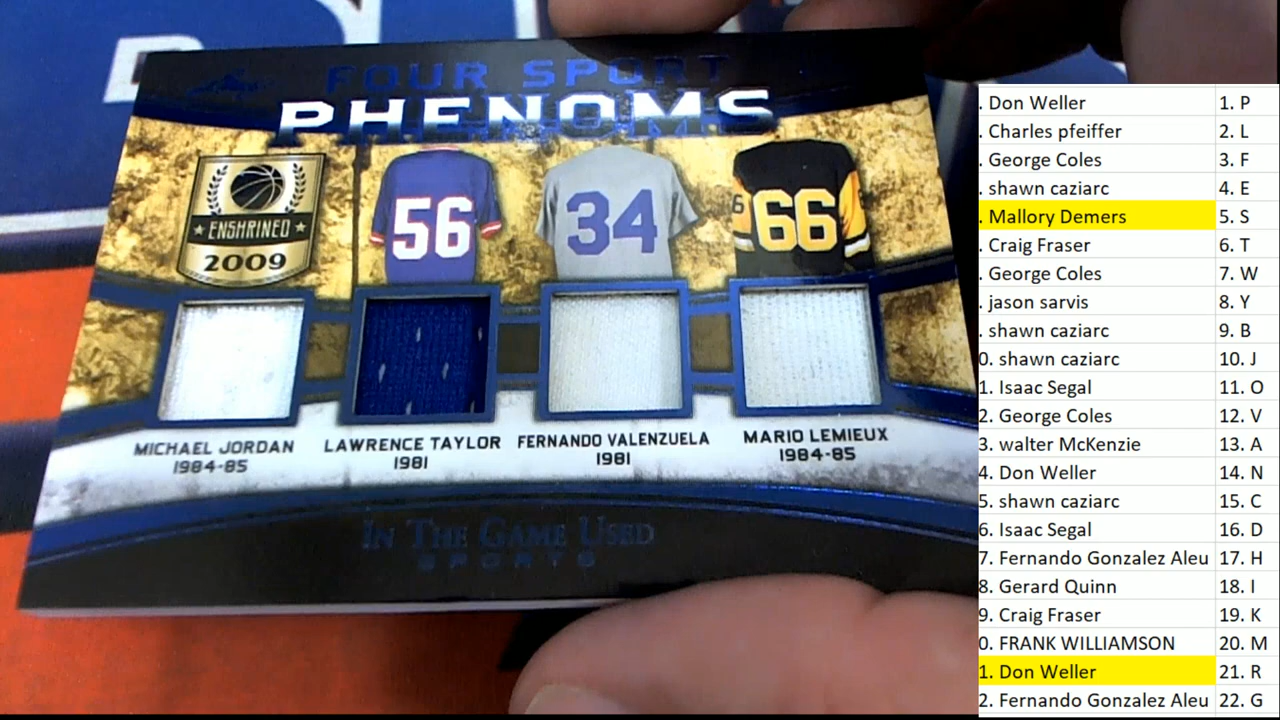 FOUR SPORT
PHENOMS
ENSHRINED
2009
56
34
6 66
MICHAEL JORDAN
1984-85
LAWRENCE TAYLOR
1981
FERNANDO VALENZUELA
1981
MARIO LEMIEUX
1984-85
IN THE GAME USED
SPORTS
. Don Weller 1. P
. Charles pfeiffer 2. L
. George Coles 3. F
. shawn caziarc 4. E
. Mallory Demers 5. S
. Craig Fraser 6. T
. George Coles 7. W
. jason sarvis 8. Y
. shawn caziarc 9. B
0. shawn caziarc 10. J
1. Isaac Segal 11. O
2. George Coles 12. V
3. walter McKenzie 13. A
4. Don Weller 14. N
5. shawn caziarc 15. C
6. Isaac Segal 16. D
7. Fernando Gonzalez Aleu 17. H
8. Gerard Quinn 18. I
9. Craig Fraser 19. K
0. FRANK WILLIAMSON 20. M
1. Don Weller 21. R
2. Fernando Gonzalez Aleu 22. G